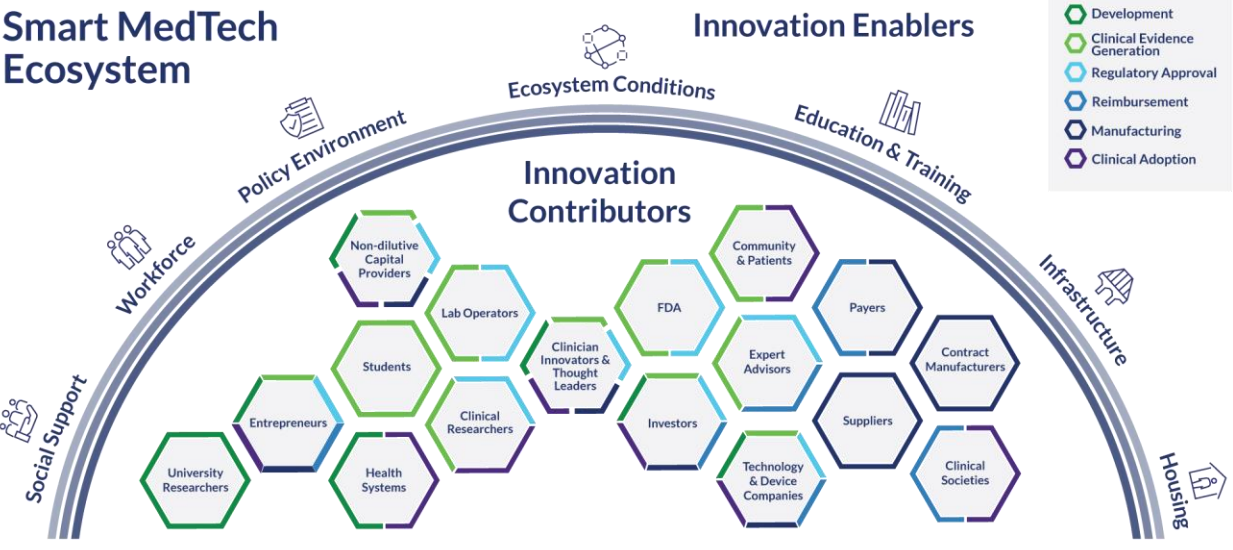 Smart MedTech
Ecosystem
Innovation Enablers
Development
Clinical Evidence
Generation
Regulatory Approval
Reimbursement
Manufacturing
Clinical Adoption
Social Support
Workforce
Policy Environment
Ecosystem Conditions
Education & Training
Infrastructure
Housing
Innovation
Contributors
Non-dilutive
Capital
Providers
Lab Operators
Students
Entrepreneurs
University
Researchers
Health
Systems
Clinical
Researchers
Clinician
Innovators &
Thought
Leaders
FDA
Community
& Patients
Investors
Expert
Advisors
Technology
& Device
Companies
Payers
Suppliers
Contract
Manufacturers
Clinical
Societies